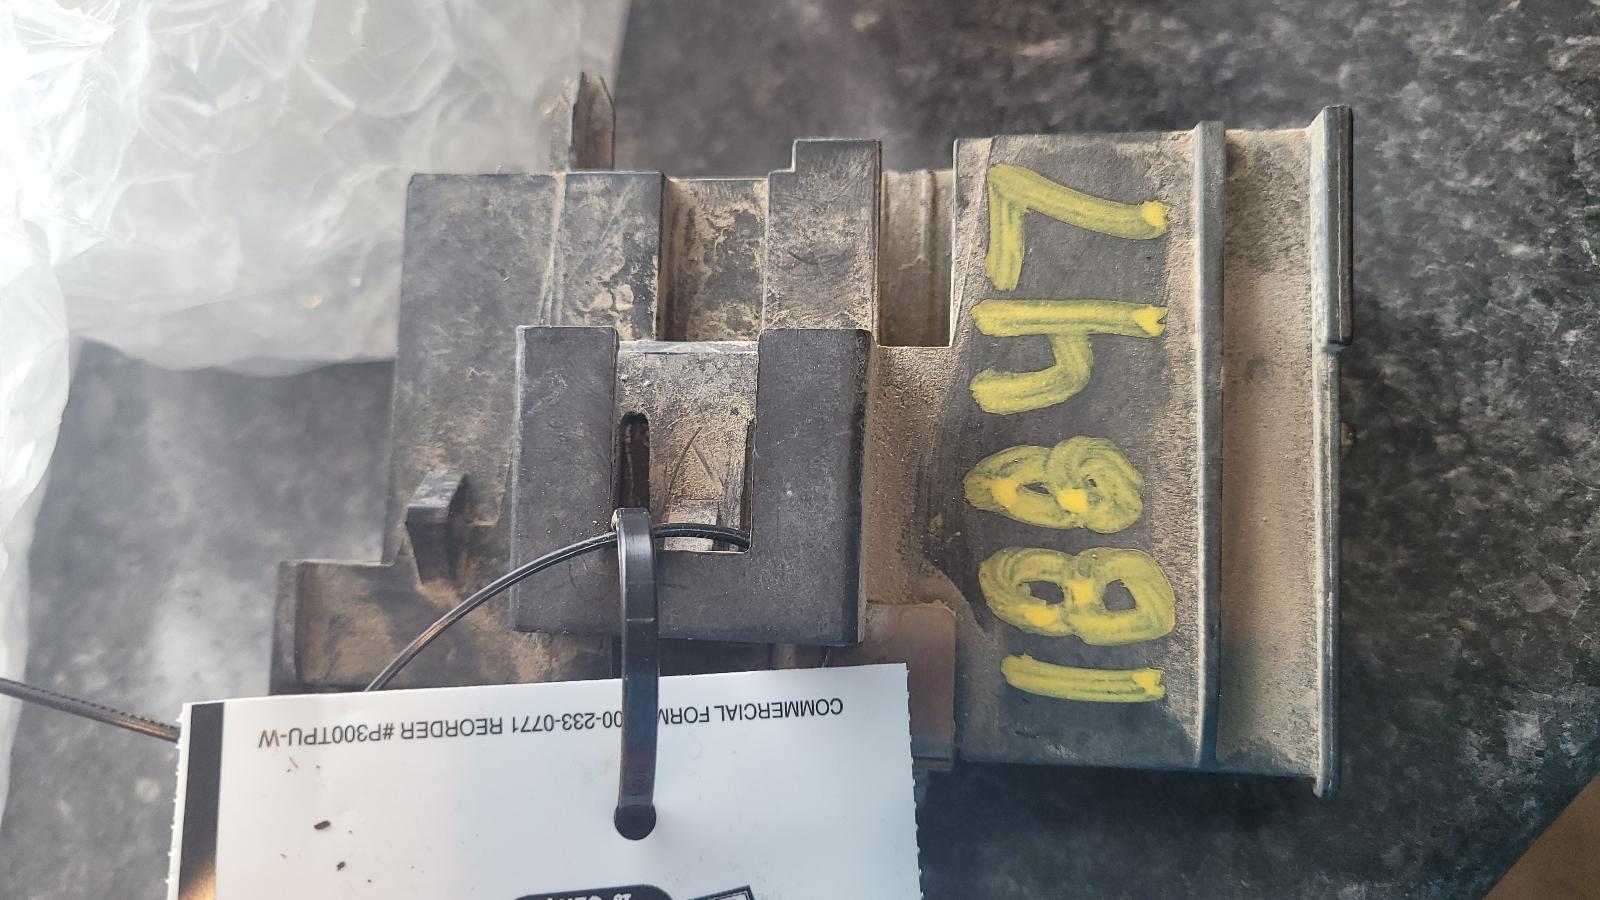 18847
COMMERCIAL FORM 00-233-0771 REORDER #P300TPU-W